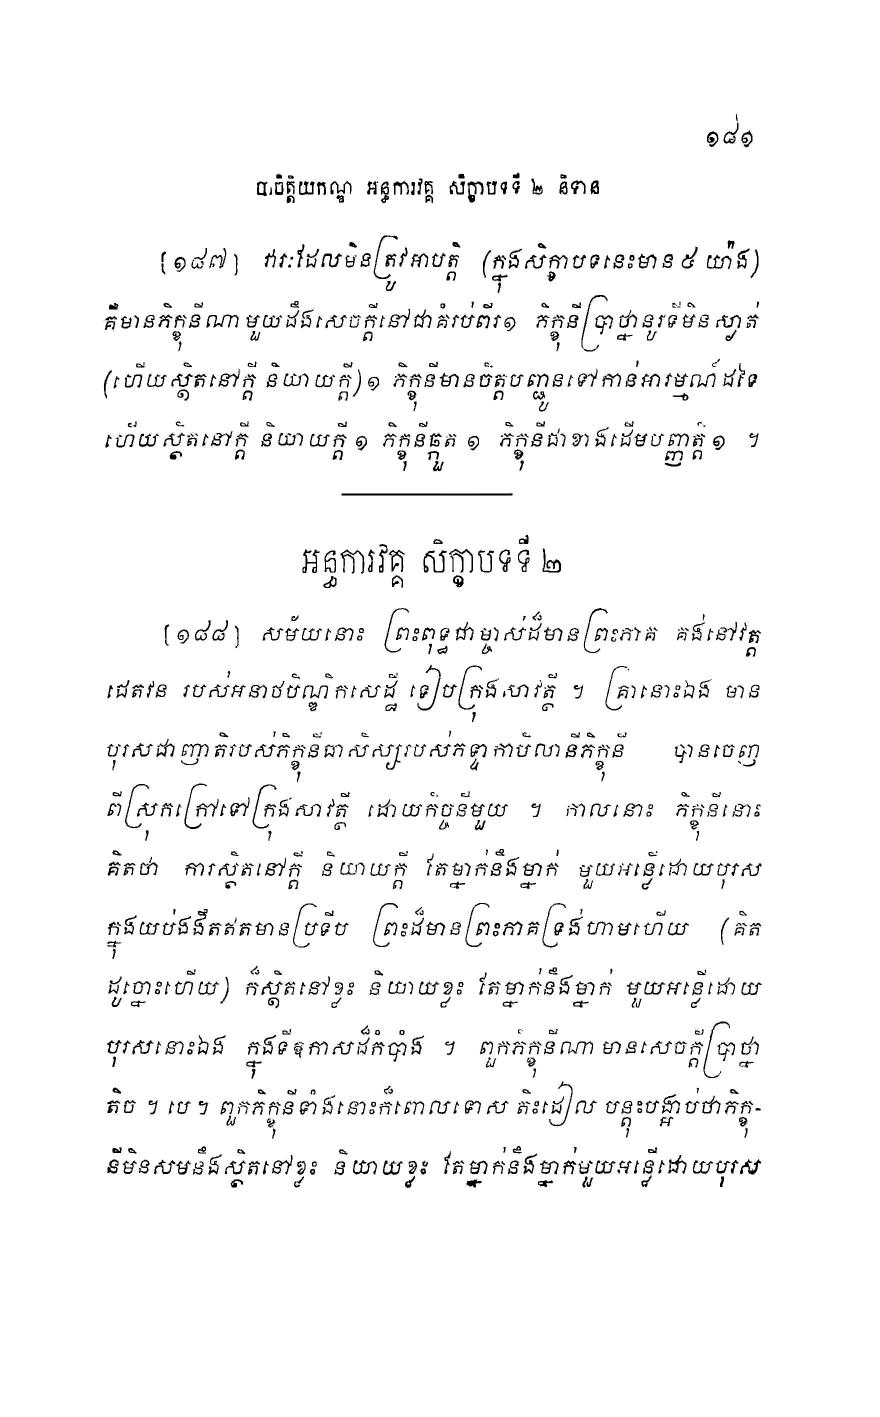 ១៨១
បាចិត្តិយកណ្ឌ អន្ធការវគ្គ សិក្ខាបទទី ២ និទាន
[១៨៧] វារៈដែលមិនត្រូវអាបត្តិ (ក្នុងសិក្ខាបទនេះមាន ៥ យ៉ាង)
គឺមានភិក្ខុនីណាមួយដឹងសេចក្តីនៅជាគំរប់ពីរ ១ ភិក្ខុនីប្រាថ្នានូវទីមិនស្ងាត់
(ហើយស្ថិតនៅក្តី និយាយក្តី) ១ ភិក្ខុនីមានចិត្តបញ្ជូនទៅកាន់អារម្មណ៍ដទៃ
ហើយស្ថិតនៅក្តី និយាយក្តី ១ ភិក្ខុនីឆ្កួត ១ ភិក្ខុនីជាខាងដើមបញ្ញត្តិ ១ ។
អន្ធការវគ្គ សិក្ខាបទទី ២
[១៨៨] សម័យនោះ ព្រះពុទ្ធជាម្ចាស់ដ៏មានព្រះភាគ គង់នៅវត្ត
ជេតវន របស់អនាថបិណ្ឌិកសេដ្ឋី ទៀបក្រុងសាវត្ថី ។ គ្រានោះឯង មាន
បុរសជាញាតិរបស់ភិក្ខុនីជាសិស្សរបស់ភទ្ទាកាបិលានីភិក្ខុនី បានចេញ
ពីស្រុកក្រៅទៅក្រុងសាវត្ថី ដោយកិច្ចនីមួយ ។ កាលនោះ ភិក្ខុនីនោះ
គិតថា ការស្ថិតនៅក្តី និយាយក្តី តែម្នាក់នឹងម្នាក់ មួយអន្លើដោយបុរស
ក្នុងយប់ងងឹតឥតមានប្រទីប ព្រះដ៏មានព្រះភាគទ្រង់ហាមហើយ (គិត
ដូច្នោះហើយ) ក៏ស្ថិតនៅខ្លះ និយាយខ្លះ តែម្នាក់នឹងម្នាក់ មួយអន្លើដោយ
បុរសនោះឯង ក្នុងទីឱកាសដ៏កំបាំង ។ ពួកភិក្ខុនីណា មានសេចក្តីប្រាថ្នា
តិច ។ បេ ។ ពួកភិក្ខុនីទាំងនោះក៏ពោលទោស តិះដៀល បន្តុះបង្អាប់ថាភិក្ខុ-
នីមិនសមនឹងស្ថិតនៅខ្លះ និយាយខ្លះ តែម្នាក់នឹងម្នាក់មួយអន្លើដោយបុរស